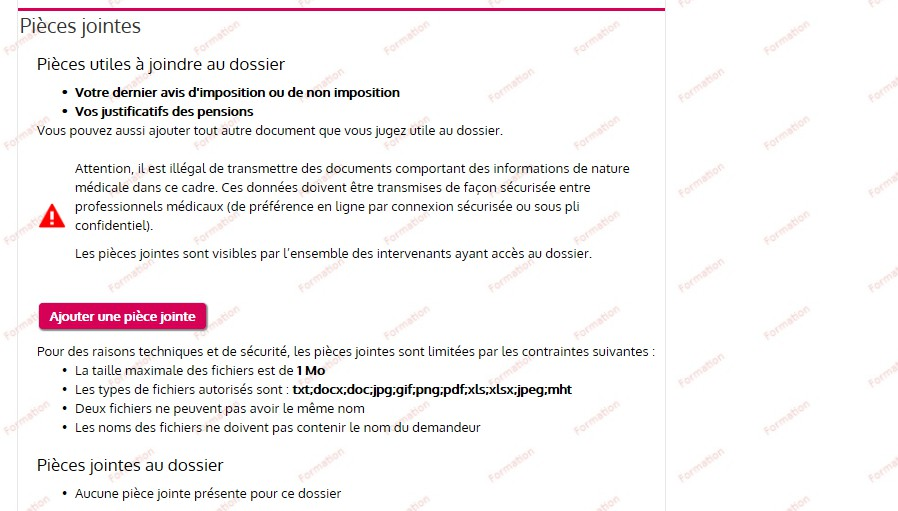 Pièces jointes
Pièces utiles à joindre au dossier
• Votre dernier avis d'imposition ou de non imposition
• Vos justificatifs des pensions
Vous pouvez aussi ajouter tout autre document que vous jugez utile au dossier.
Attention, il est illégal de transmettre des documents comportant des informations de nature
médicale dans ce cadre. Ces données doivent être transmises de façon sécurisée entre
professionnels médicaux (de préférence en ligne par connexion sécurisée ou sous pli
confidentiel).
Les pièces jointes sont visibles par l'ensemble des intervenants ayant accès au dossier.
Ajouter une pièce jointe
Pour des raisons techniques et de sécurité, les pièces jointes sont limitées par les contraintes suivantes :
• La taille maximale des fichiers est de 1 Mo
• Les types de fichiers autorisés sont : txt;docx;doc;jpg;gif;png;pdf;xls;xlsx;jpeg;mht
• Deux fichiers ne peuvent pas avoir le même nom
• Les noms des fichiers ne doivent pas contenir le nom du demandeur
Pièces jointes au dossier
• Aucune pièce jointe présente pour ce dossier
Formation